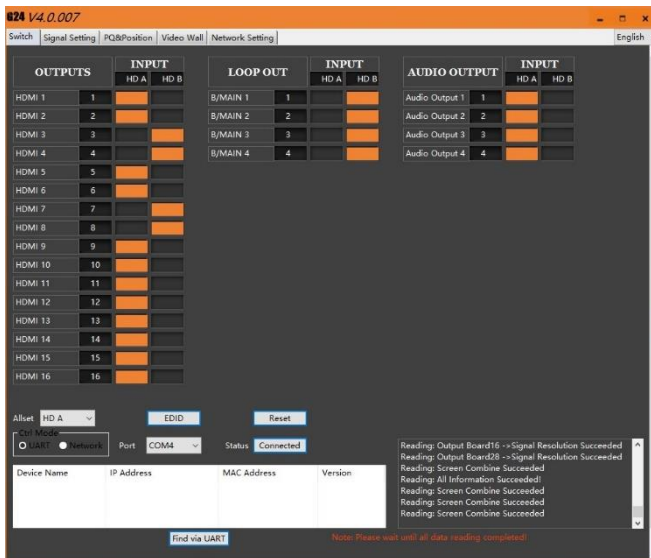 G24 V4.0.007
Switch Signal Setting PQ&Position Video Wall Network Setting English
OUTPUTS INPUT LOOP OUT INPUT AUDIO OUTPUT INPUT
HD A HD B HD A HD B HD A HD B
HDMI 1 1 B/MAIN 1 1 Audio Output 1 1
HDMI 2 2 B/MAIN 2 2 Audio Output 2 2
HDMI 3 3 B/MAIN 3 3 Audio Output 3 3
HDMI 4 4 B/MAIN 4 4 Audio Output 4 4
HDMI 5 5
HDMI 6 6
HDMI 7 7
HDMI 8 8
HDMI 9 9
HDMI 10 10
HDMI 11 11
HDMI 12 12
HDMI 13 13
HDMI 14 14
HDMI 15 15
HDMI 16 16
Allset HD A EDID Reset
Ctrl Mode
UART Network Port COM4 Status Connected
Device Name IP Address MAC Address Version
Find via UART
Reading: Output Board16 ->Signal Resolution Succeeded
Reading: Output Board28 ->Signal Resolution Succeeded
Reading: Screen Combine Succeeded
Reading: All Information Succeeded!
Reading: Screen Combine Succeeded
Reading: Screen Combine Succeeded
Reading: Screen Combine Succeeded
Note: Please wait until all data reading completed!